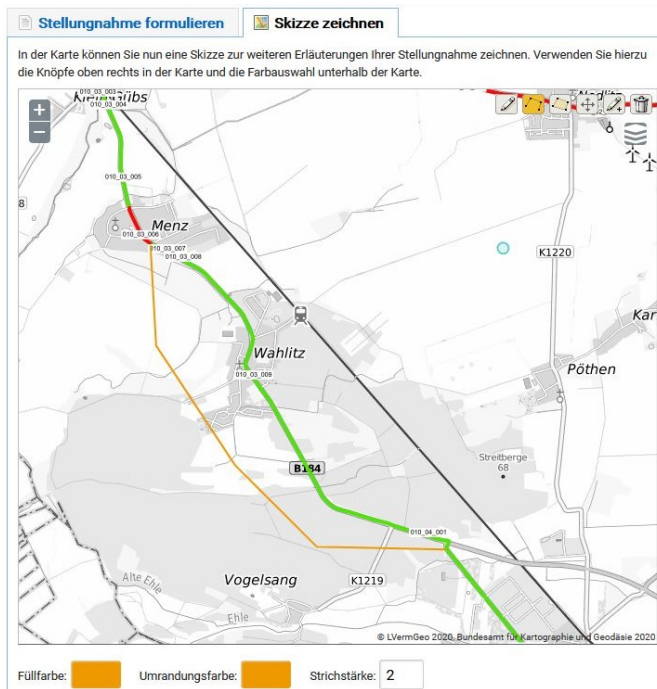 Stellungnahme formulieren
Skizze zeichnen
In der Karte können Sie nun eine Skizze zur weiteren Erläuterungen Ihrer Stellungnahme zeichnen. Verwenden Sie hierzu
die Knöpfe oben rechts in der Karte und die Farbauswahl unterhalb der Karte.
010_03_003
010_03_004
010_03_005
8
Menz
010_03_006
010_03_007
010_03_008
K1220
Kar
Wahlitz
010_03_009
Pöthen
B184
Streitberge
68
010_04_001
Alte Ehle
Vogelsang
K1219
Ehle
© LVermGeo 2020, Bundesamt für Kartographie und Geodäsie 2020
Füllfarbe:
Umrandungsfarbe:
Strichstärke: 2